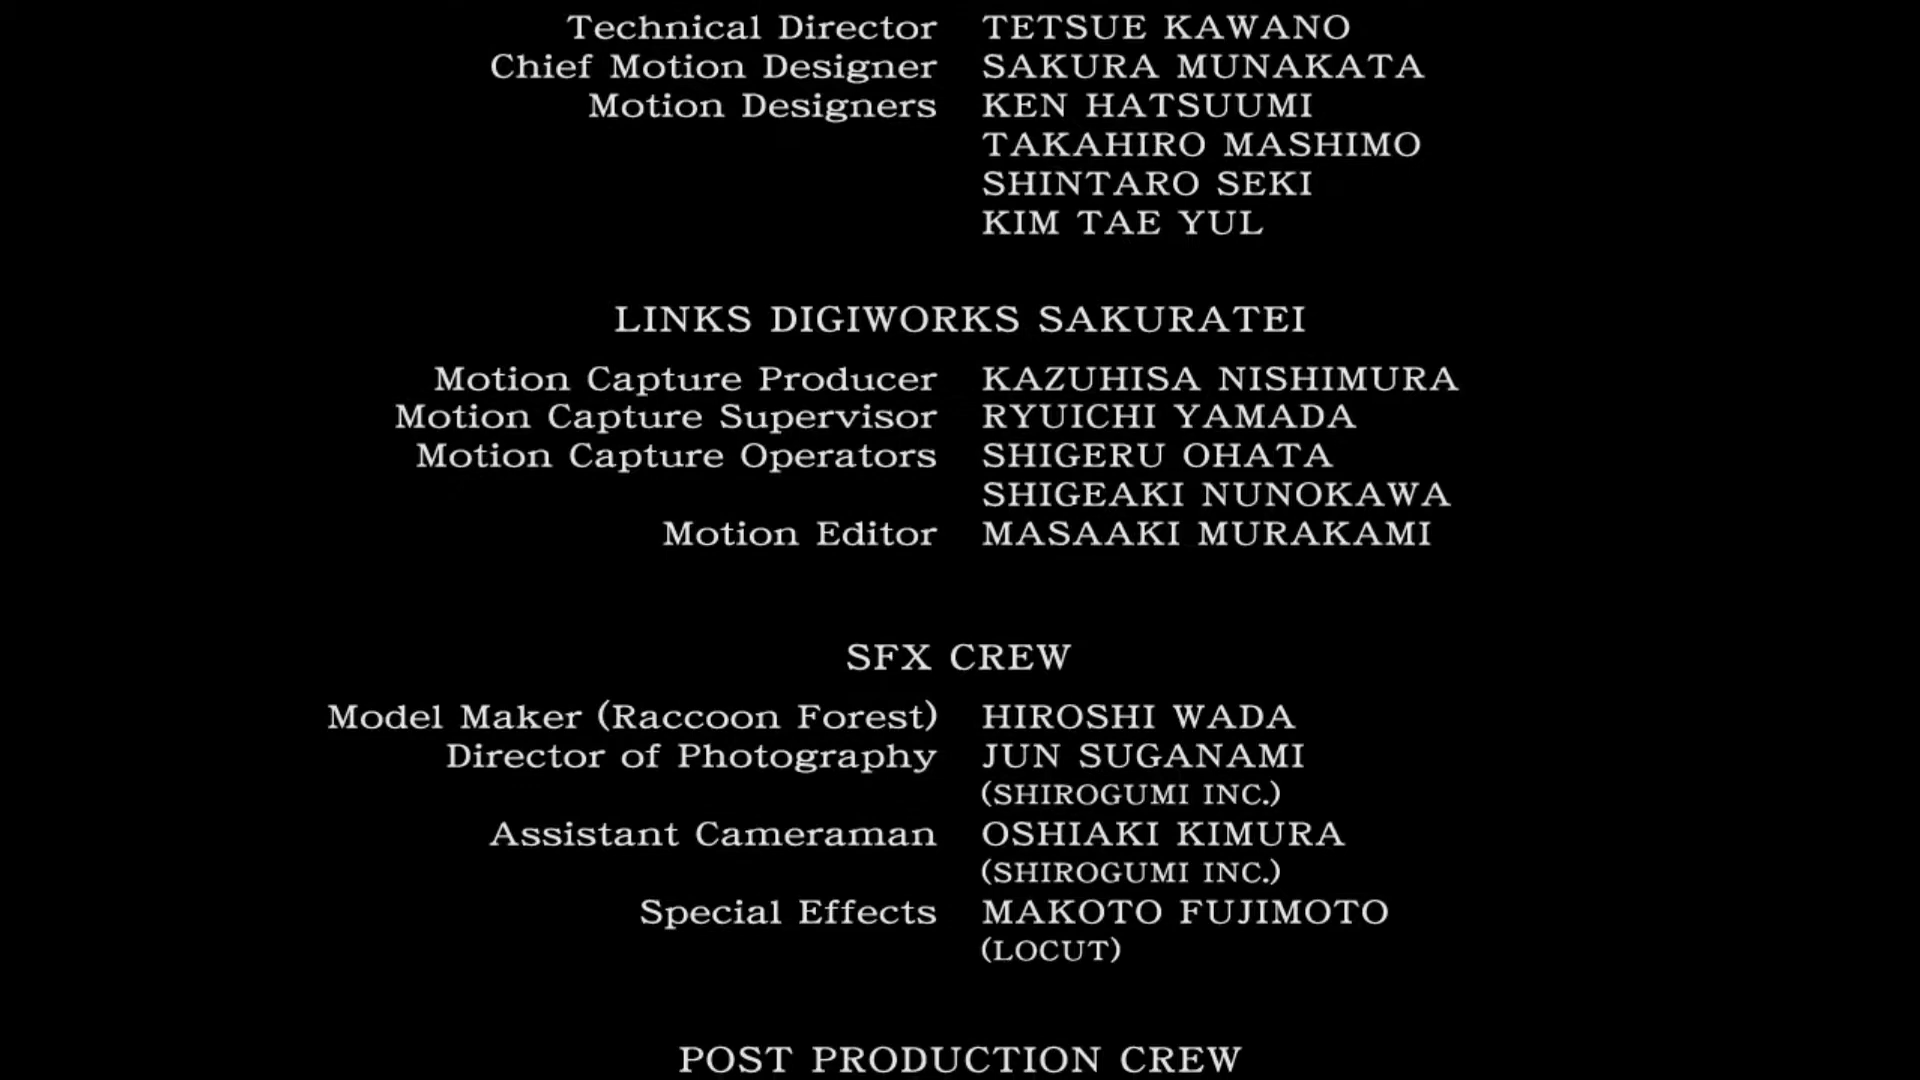 Technical Director TETSUE KAWANO
Chief Motion Designer SAKURA MUNAKATA
Motion Designers KEN HATSUUMI
TAKAHIRO MASHIMO
SHINTARO SEKI
KIM TAE YUL
LINKS DIGIWORKS SAKURATEI
Motion Capture Producer KAZUHISA NISHIMURA
Motion Capture Supervisor RYUICHI YAMADA
Motion Capture Operators SHIGERU OHATA
SHIGEAKI NUNOKAWA
Motion Editor MASAAKI MURAKAMI
SFX CREW
Model Maker (Raccoon Forest) HIROSHI WADA
Director of Photography JUN SUGANAMI
(SHIROGUMI INC.)
Assistant Cameraman OSHIAKI KIMURA
(SHIROGUMI INC.)
Special Effects MAKOTO FUJIMOTO
(LOCUT)
POST PRODUCTION CREW